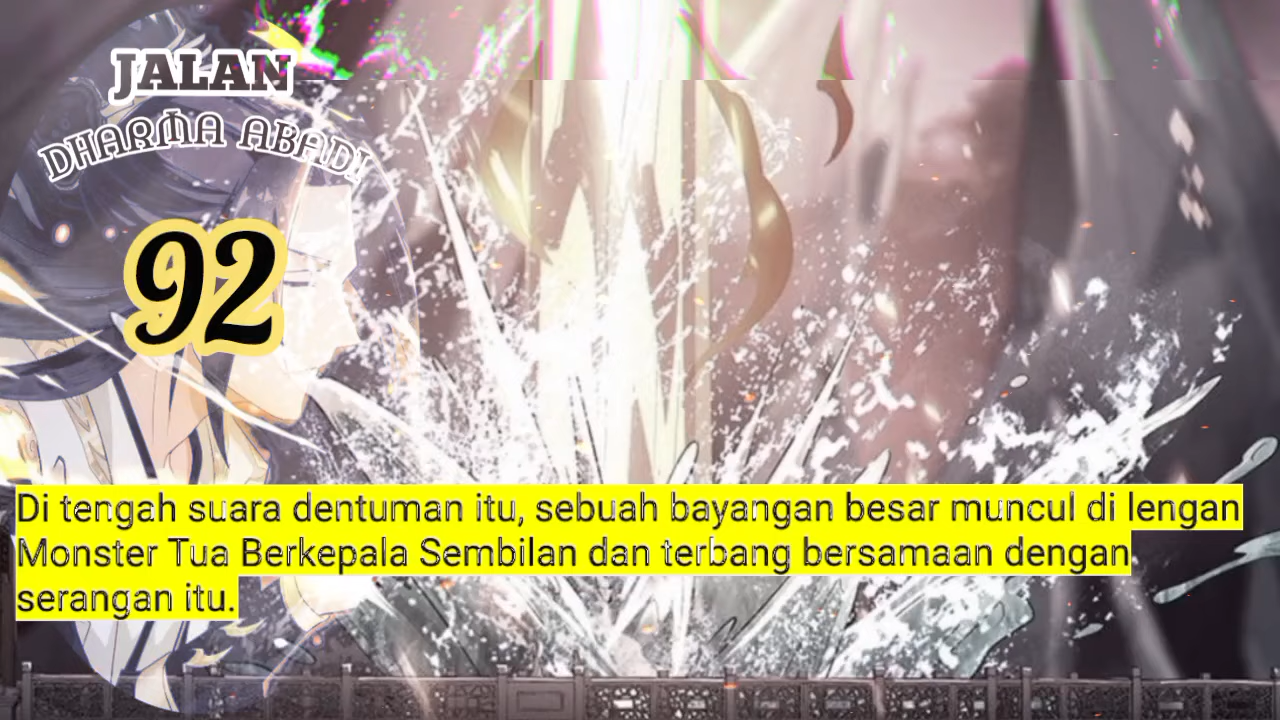 JALAN
DHARMA ABADI
92
Di tengah suara dentuman itu, sebuah bayangan besar muncul di lengan
Monster Tua Berkepala Sembilan dan terbang bersamaan dengan
serangan itu.